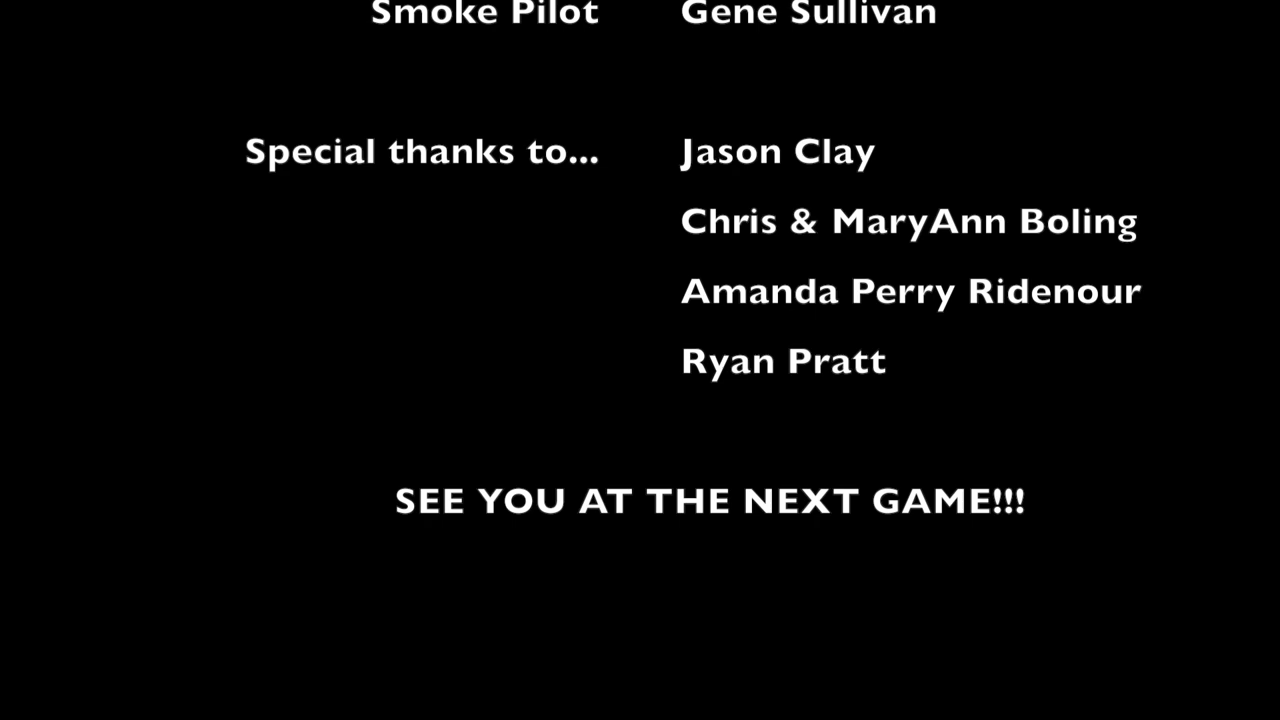 Smoke Pilot Gene Sullivan
Special thanks to... Jason Clay
Chris & MaryAnn Boling
Amanda Perry Ridenour
Ryan Pratt
SEE YOU AT THE NEXT GAME!!!